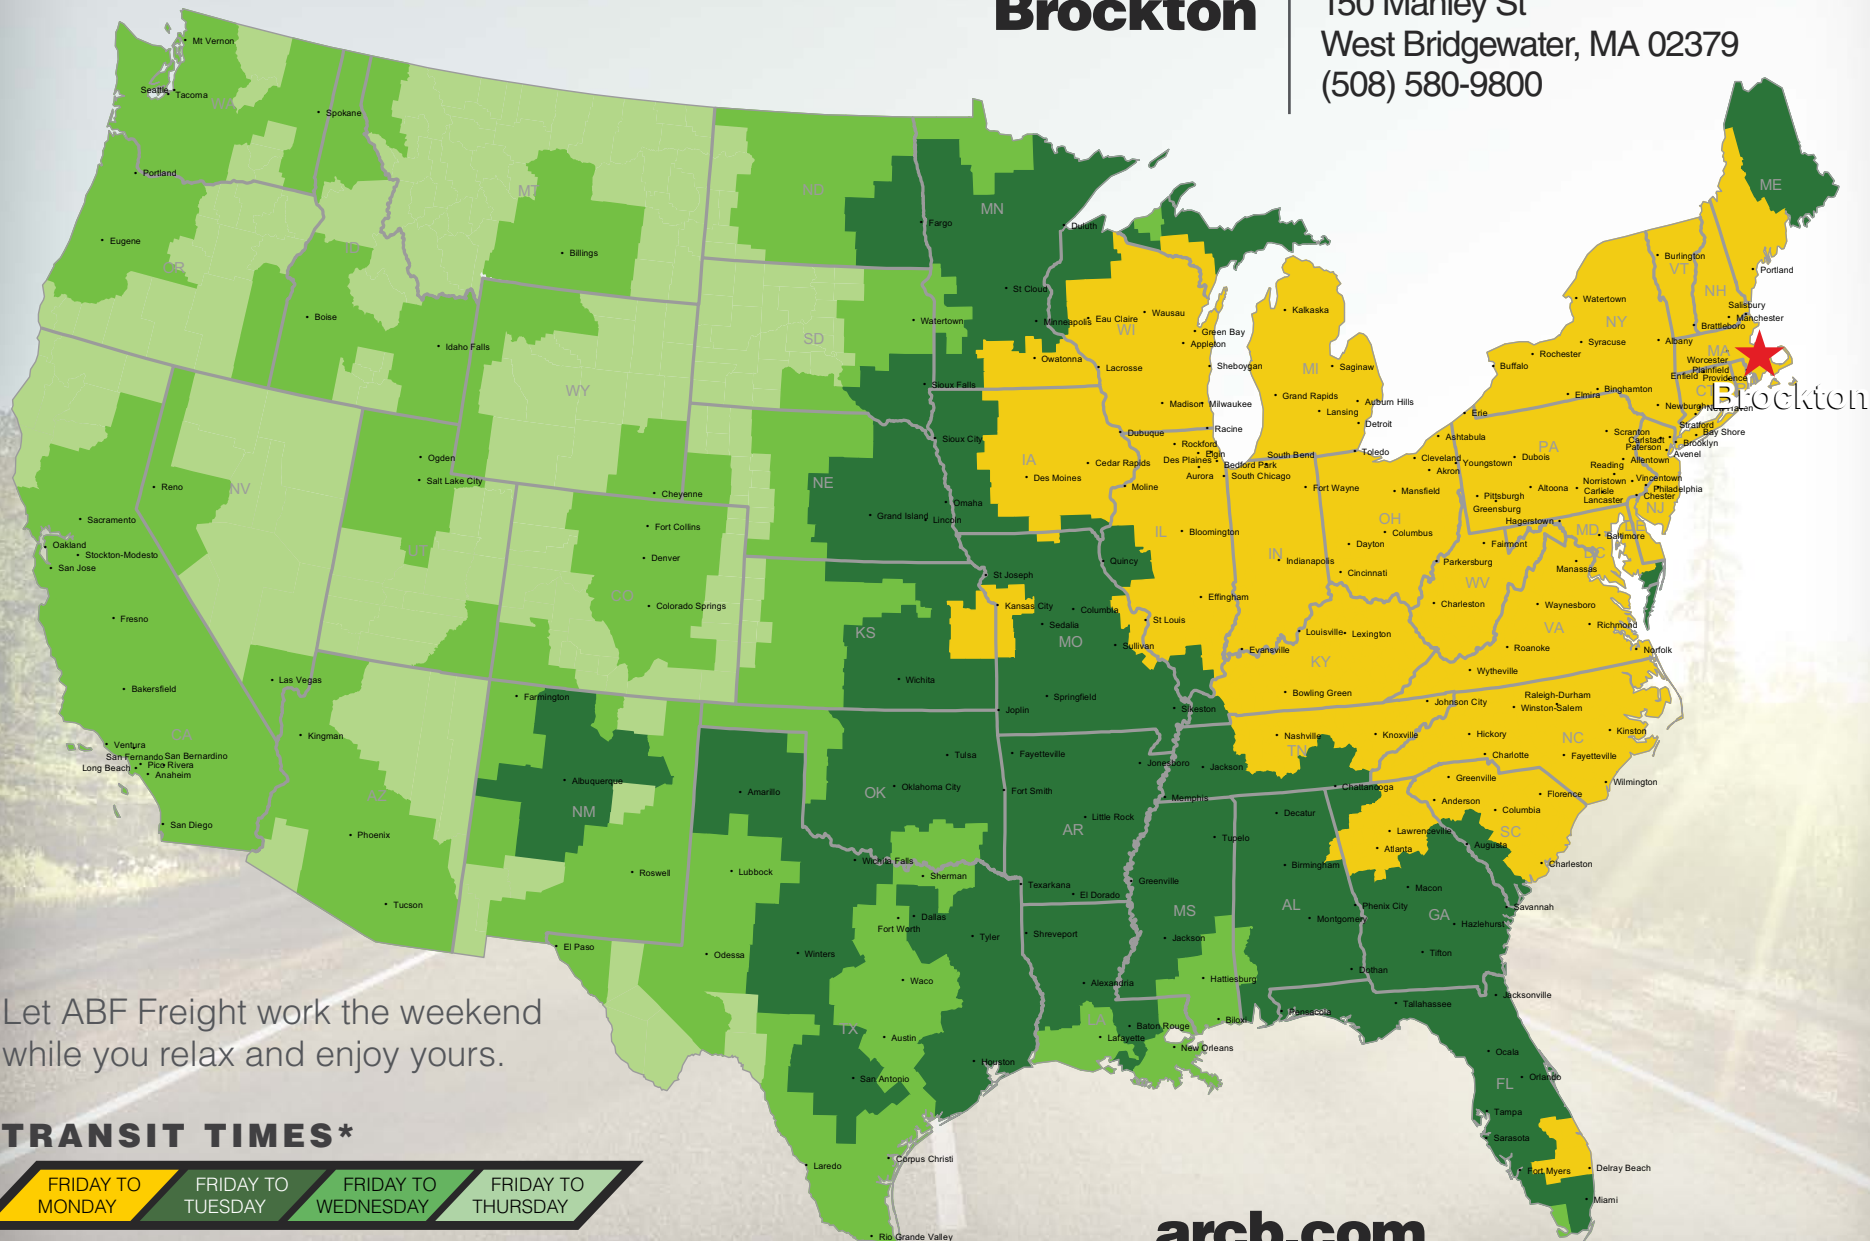 Brockton
150 Manley St
West Bridgewater, MA 02379
(508) 580-9800
Mt Vernon
Seattle
Tacoma
WA
Spokane
Portland
Eugene
OR
ID
Boise
Idaho Falls
MT
Billings
ND
Fargo
MN
Duluth
St Cloud
Minneapolis
Watertown
SD
Sioux Falls
Sioux City
WY
Owatonna
Eau Claire
Wausau
WI
Green Bay
Appleton
Lacrosse
Sheboygan
Madison
Milwaukee
Racine
Kalkaska
MI
Saginaw
Grand Rapids
Lansing
Auburn Hills
Detroit
ME
Burlington
VT
Portland
NH
Salisbury
Manchester
Brattleboro
Watertown
NY
Syracuse
Rochester
Buffalo
Albany
MA
Worcester
Plainfield
Enfield
Providence
CT
Brockton
Binghamton
Elmira
Newburgh
New Haven
Stratford
Bay Shore
Brooklyn
Avenel
Carlstadt
Paterson
Scranton
Erie
Ashtabula
PA
Dubois
Allentown
Reading
Norristown
Vincentown
Philadelphia
Carlisle
Lancaster
Chester
NJ
Altoona
Pittsburgh
Greensburg
Hagerstown
MD
DE
Baltimore
DC
Manassas
Toledo
Cleveland
Akron
Youngstown
Mansfield
OH
Columbus
Dayton
Cincinnati
South Bend
Fort Wayne
IN
Indianapolis
Dubuque
Rockford
Elgin
Des Plaines
Aurora
Bedford Park
South Chicago
IA
Cedar Rapids
Des Moines
Moline
IL
Bloomington
Quincy
Effingham
Evansville
Fairmont
Parkersburg
WV
Charleston
Waynesboro
Richmond
VA
Roanoke
Norfolk
Wytheville
Louisville
Lexington
KY
Bowling Green
NV
Reno
Sacramento
Oakland
Stockton-Modesto
San Jose
Fresno
Bakersfield
CA
Ventura
San Fernando
San Bernardino
Pico Rivera
Long Beach
Anaheim
San Diego
Ogden
Salt Lake City
UT
Las Vegas
Kingman
AZ
Phoenix
Tucson
Cheyenne
Fort Collins
Denver
CO
Colorado Springs
NE
Grand Island
Omaha
Lincoln
KS
Wichita
St Joseph
Kansas City
Columbia
Sedalia
MO
St Louis
Sullivan
Springfield
Joplin
Sikeston
Farmington
Albuquerque
NM
Roswell
Amarillo
Lubbock
El Paso
Odessa
OK
Tulsa
Oklahoma City
Fayetteville
Fort Smith
AR
Little Rock
Jonesboro
Texarkana
El Dorado
Wichita Falls
Sherman
Dallas
Fort Worth
Tyler
Winters
Waco
TX
Austin
San Antonio
Houston
Laredo
Corpus Christi
Rio Grande Valley
Shreveport
Alexandria
LA
Baton Rouge
Lafayette
New Orleans
Nashville
TN
Knoxville
Johnson City
Jackson
Memphis
Chattanooga
Raleigh-Durham
Winston-Salem
Hickory
NC
Kinston
Charlotte
Fayetteville
Wilmington
Greenville
Anderson
Florence
Columbia
SC
Charleston
Tupelo
Greenville
MS
Jackson
Hattiesburg
Biloxi
Decatur
Birmingham
AL
Montgomery
Phenix City
Dothan
Lawrenceville
Atlanta
Augusta
Macon
GA
Hazlehurst
Savannah
Tifton
Pensacola
Tallahassee
Jacksonville
Ocala
Orlando
FL
Tampa
Sarasota
Fort Myers
Delray Beach
Miami
Let ABF Freight work the weekend
while you relax and enjoy yours.
TRANSIT TIMES*
FRIDAY TO
MONDAY
FRIDAY TO
TUESDAY
FRIDAY TO
WEDNESDAY
FRIDAY TO
THURSDAY
arcb.com